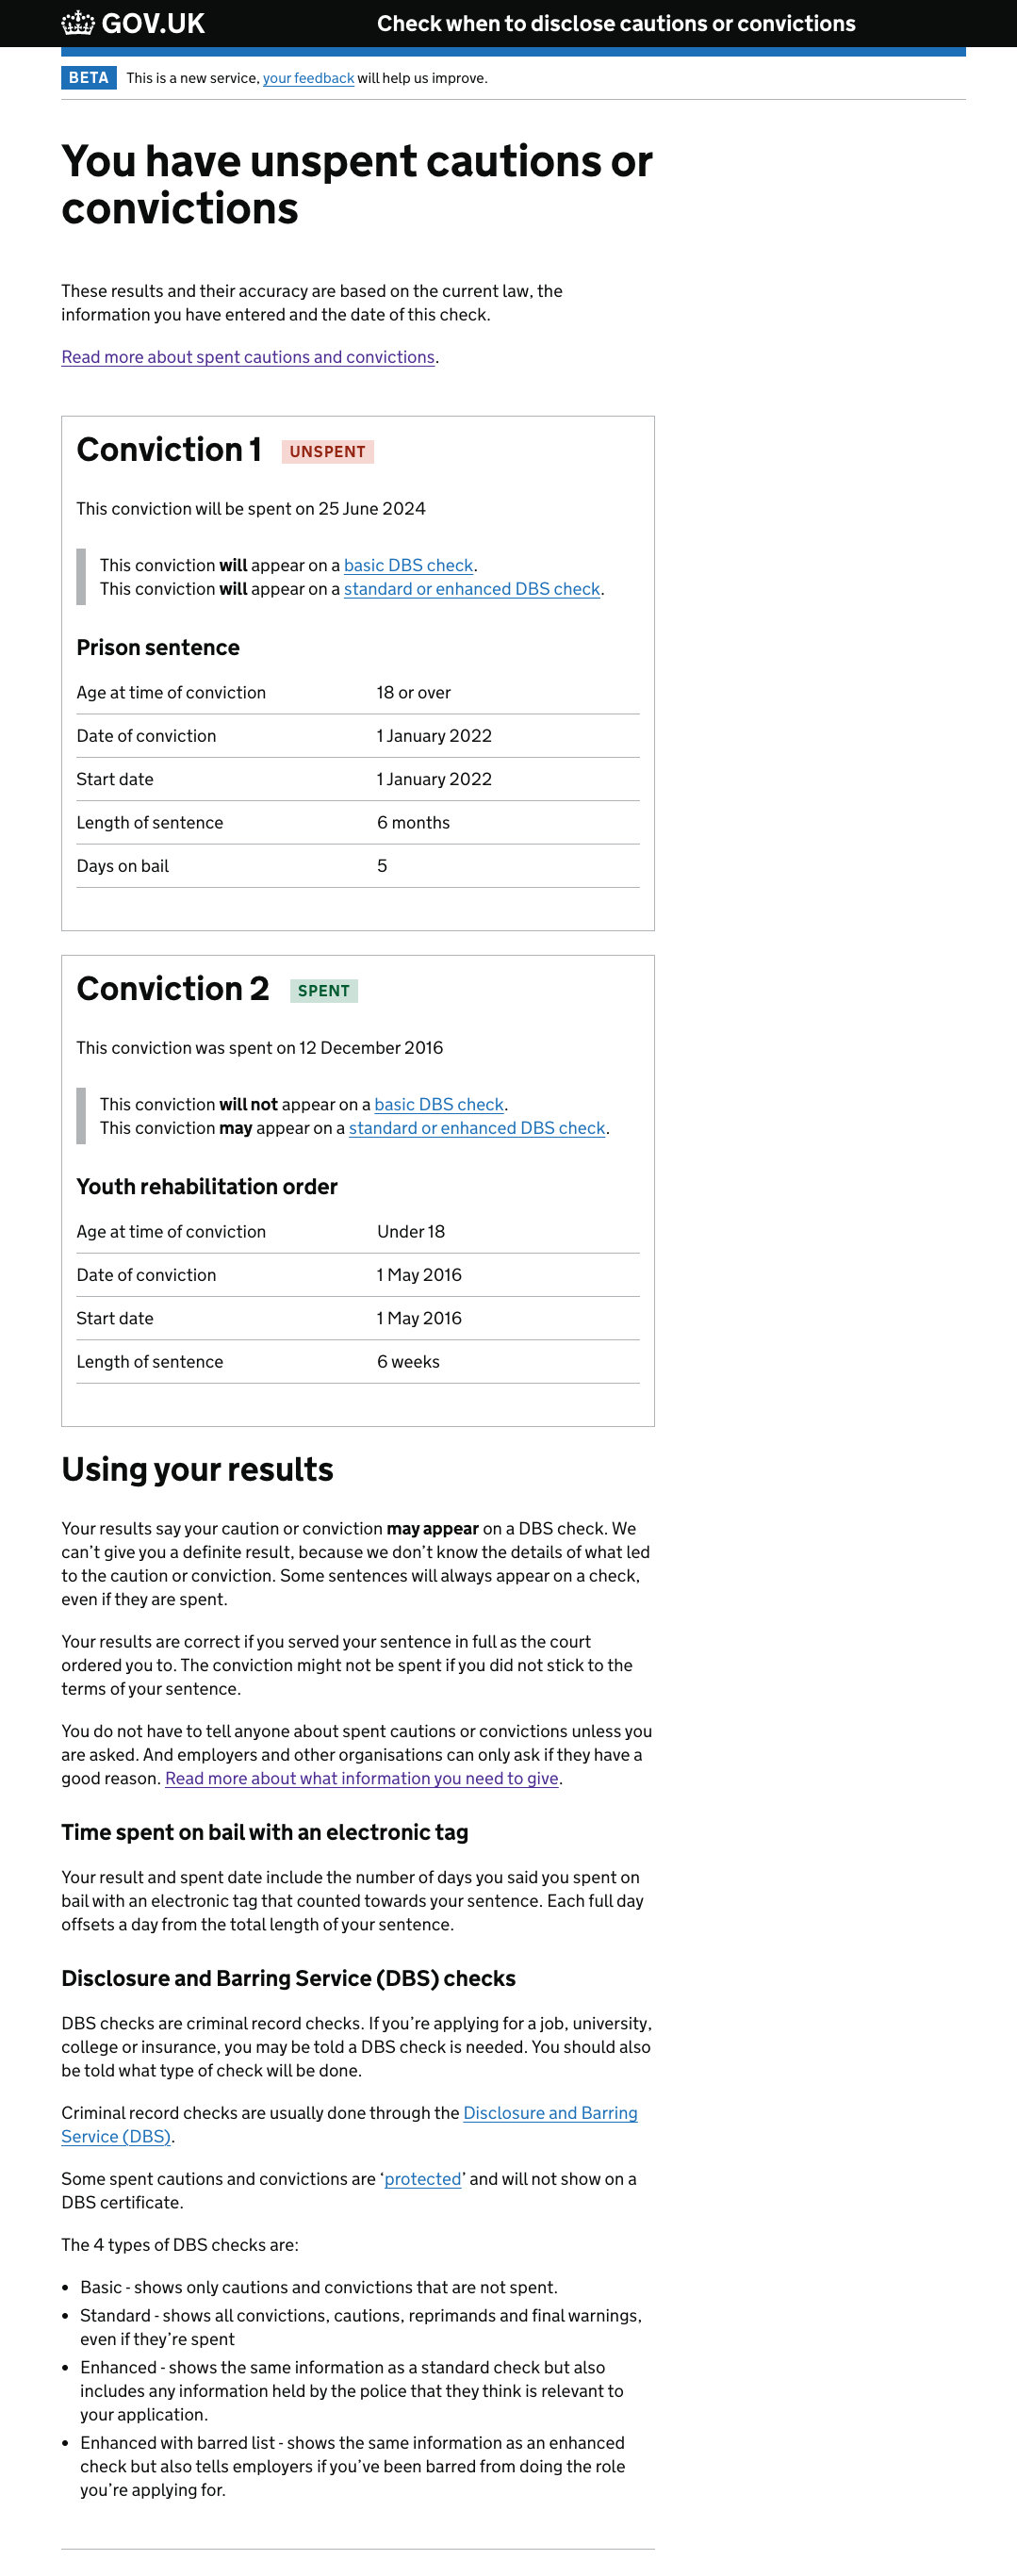 GOV.UK
Check when to disclose cautions or convictions
BETA This is a new service, your feedback will help us improve.
You have unspent cautions or
convictions
These results and their accuracy are based on the current law, the
information you have entered and the date of this check.
Read more about spent cautions and convictions.
Conviction 1 UNSPENT
This conviction will be spent on 25 June 2024
This conviction will appear on a basic DBS check.
This conviction will appear on a standard or enhanced DBS check.
Prison sentence
Age at time of conviction 18 or over
Date of conviction 1 January 2022
Start date 1 January 2022
Length of sentence 6 months
Days on bail 5
Conviction 2 SPENT
This conviction was spent on 12 December 2016
This conviction will not appear on a basic DBS check.
This conviction may appear on a standard or enhanced DBS check.
Youth rehabilitation order
Age at time of conviction Under 18
Date of conviction 1 May 2016
Start date 1 May 2016
Length of sentence 6 weeks
Using your results
Your results say your caution or conviction may appear on a DBS check. We
can’t give you a definite result, because we don’t know the details of what led
to the caution or conviction. Some sentences will always appear on a check,
even if they are spent.
Your results are correct if you served your sentence in full as the court
ordered you to. The conviction might not be spent if you did not stick to the
terms of your sentence.
You do not have to tell anyone about spent cautions or convictions unless you
are asked. And employers and other organisations can only ask if they have a
good reason. Read more about what information you need to give.
Time spent on bail with an electronic tag
Your result and spent date include the number of days you said you spent on
bail with an electronic tag that counted towards your sentence. Each full day
offsets a day from the total length of your sentence.
Disclosure and Barring Service (DBS) checks
DBS checks are criminal record checks. If you’re applying for a job, university,
college or insurance, you may be told a DBS check is needed. You should also
be told what type of check will be done.
Criminal record checks are usually done through the Disclosure and Barring
Service (DBS).
Some spent cautions and convictions are ‘protected’ and will not show on a
DBS certificate.
The 4 types of DBS checks are:
• Basic - shows only cautions and convictions that are not spent.
• Standard - shows all convictions, cautions, reprimands and final warnings,
even if they’re spent
• Enhanced - shows the same information as a standard check but also
includes any information held by the police that they think is relevant to
your application.
• Enhanced with barred list - shows the same information as an enhanced
check but also tells employers if you’ve been barred from doing the role
you’re applying for.